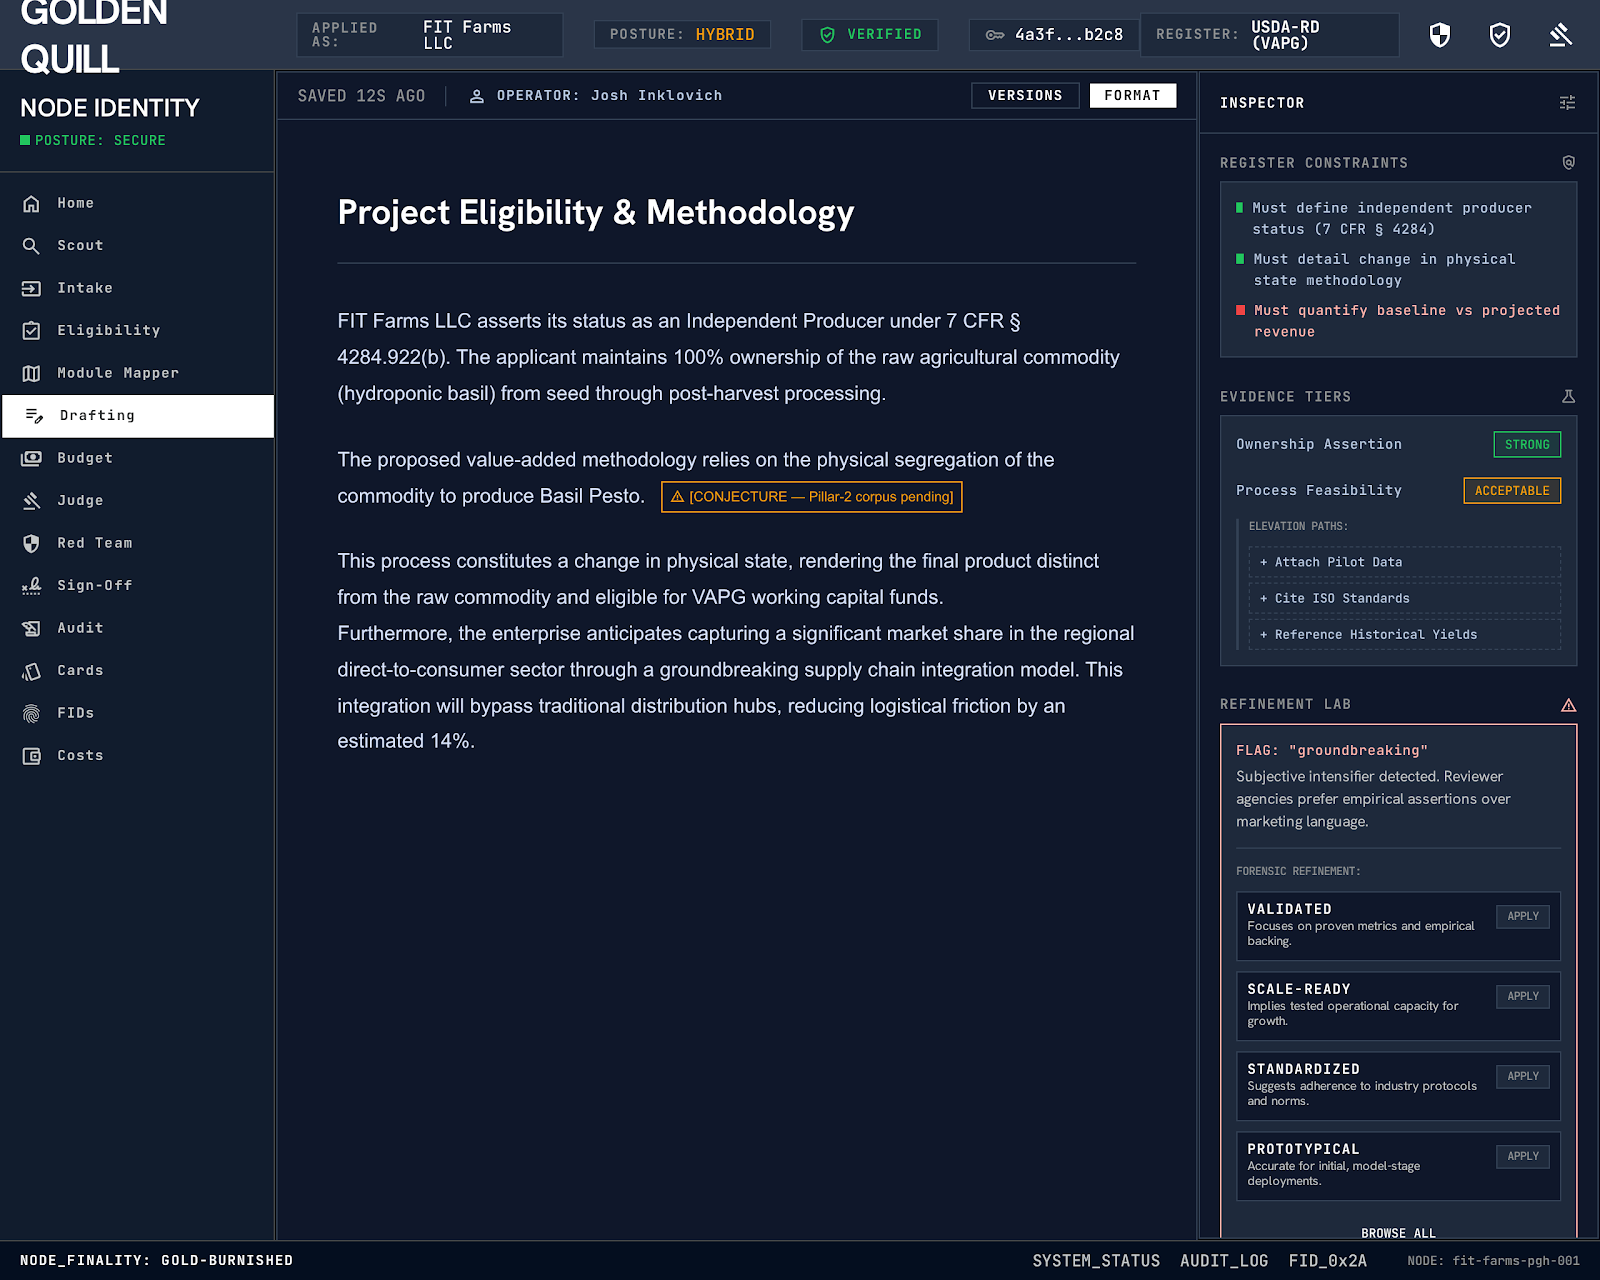 GOLDEN
QUILL
APPLIED
AS:
FIT Farms
LLC
POSTURE: HYBRID
VERIFIED
4a3f...b2c8
REGISTER:
USDA-RD
(VAPG)
NODE IDENTITY
POSTURE: SECURE
Home
Scout
Intake
Eligibility
Module Mapper
Drafting
Budget
Judge
Red Team
Sign-Off
Audit
Cards
FIDs
Costs
SAVED 12S AGO
OPERATOR: Josh Inklovich
VERSIONS
FORMAT
Project Eligibility & Methodology
FIT Farms LLC asserts its status as an Independent Producer under 7 CFR §
4284.922(b). The applicant maintains 100% ownership of the raw agricultural commodity
(hydroponic basil) from seed through post-harvest processing.
The proposed value-added methodology relies on the physical segregation of the
commodity to produce Basil Pesto. [CONJECTURE — Pillar-2 corpus pending]
This process constitutes a change in physical state, rendering the final product distinct
from the raw commodity and eligible for VAPG working capital funds.
Furthermore, the enterprise anticipates capturing a significant market share in the regional
direct-to-consumer sector through a groundbreaking supply chain integration model. This
integration will bypass traditional distribution hubs, reducing logistical friction by an
estimated 14%.
INSPECTOR
REGISTER CONSTRAINTS
Must define independent producer
status (7 CFR § 4284)
Must detail change in physical
state methodology
Must quantify baseline vs projected
revenue
EVIDENCE TIERS
Ownership Assertion STRONG
Process Feasibility ACCEPTABLE
ELEVATION PATHS:
+ Attach Pilot Data
+ Cite ISO Standards
+ Reference Historical Yields
REFINEMENT LAB
FLAG: "groundbreaking"
Subjective intensifier detected. Reviewer
agencies prefer empirical assertions over
marketing language.
FORENSIC REFINEMENT:
VALIDATED
Focuses on proven metrics and empirical
backing.
APPLY
SCALE-READY
Implies tested operational capacity for
growth.
APPLY
STANDARDIZED
Suggests adherence to industry protocols
and norms.
APPLY
PROTOTYPICAL
Accurate for initial, model-stage
deployments.
APPLY
BROWSE ALL
NODE_FINALITY: GOLD-BURNISHED
SYSTEM_STATUS
AUDIT_LOG
FID_0x2A
NODE: fit-farms-pgh-001